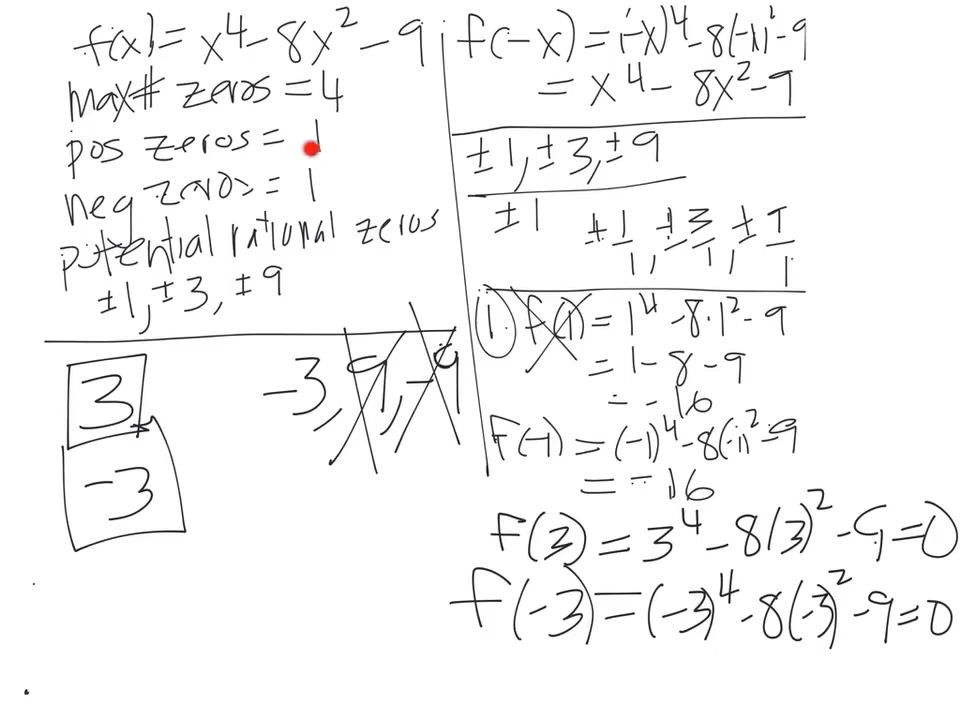 f(x) = x⁴ - 8x² - 9
max# zeros = 4
pos zeros = 1
neg zeros = 1
potential rational zeros
±1, ±3, ±9
f(-x) = (-x)⁴ - 8(-x)² - 9
= x⁴ - 8x² - 9
±1, ±3, ±9
±1
±1/1, ±3/1, ±
1. f(1) = 1⁴ - 8·1² - 9
= 1 - 8 - 9
= -16
f(-1) = (-1)⁴ - 8(-1)² - 9
= -16
f(3) = 3⁴ - 8(3)² - 9 = 0
f(-3) = (-3)⁴ - 8(-3)² - 9 = 0
3
-3
-3, 9, -9